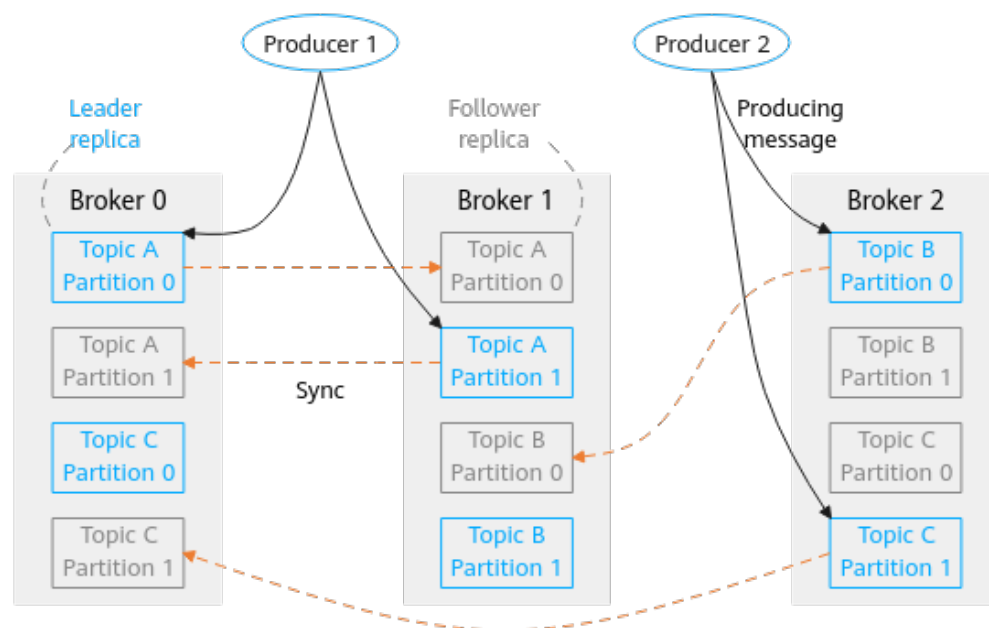 Producer 1
Producer 2
Leader
replica
Follower
replica
Producing
message
Broker 0
Topic A
Partition 0
Topic A
Partition 1
Topic C
Partition 0
Topic C
Partition 1
Sync
Broker 1
Topic A
Partition 0
Topic A
Partition 1
Topic B
Partition 0
Topic B
Partition 1
Broker 2
Topic B
Partition 0
Topic B
Partition 1
Topic C
Partition 0
Topic C
Partition 1